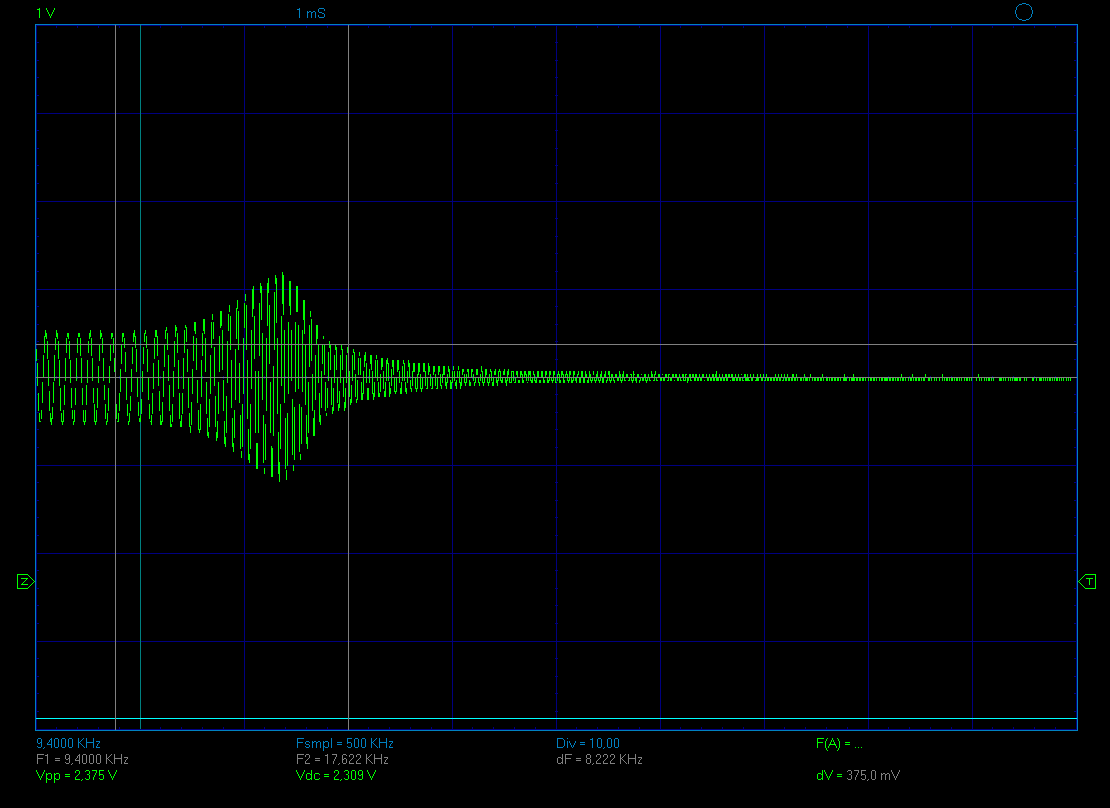 1 V 1 mS
Z T
9,4000 KHz Fsmpl = 500 KHz Div = 10,00 F(A) = ...
F1 = 9,4000 KHz F2 = 17,622 KHz dF = 8,222 KHz
Vpp = 2,375 V Vdc = 2,309 V dV = 375,0 mV